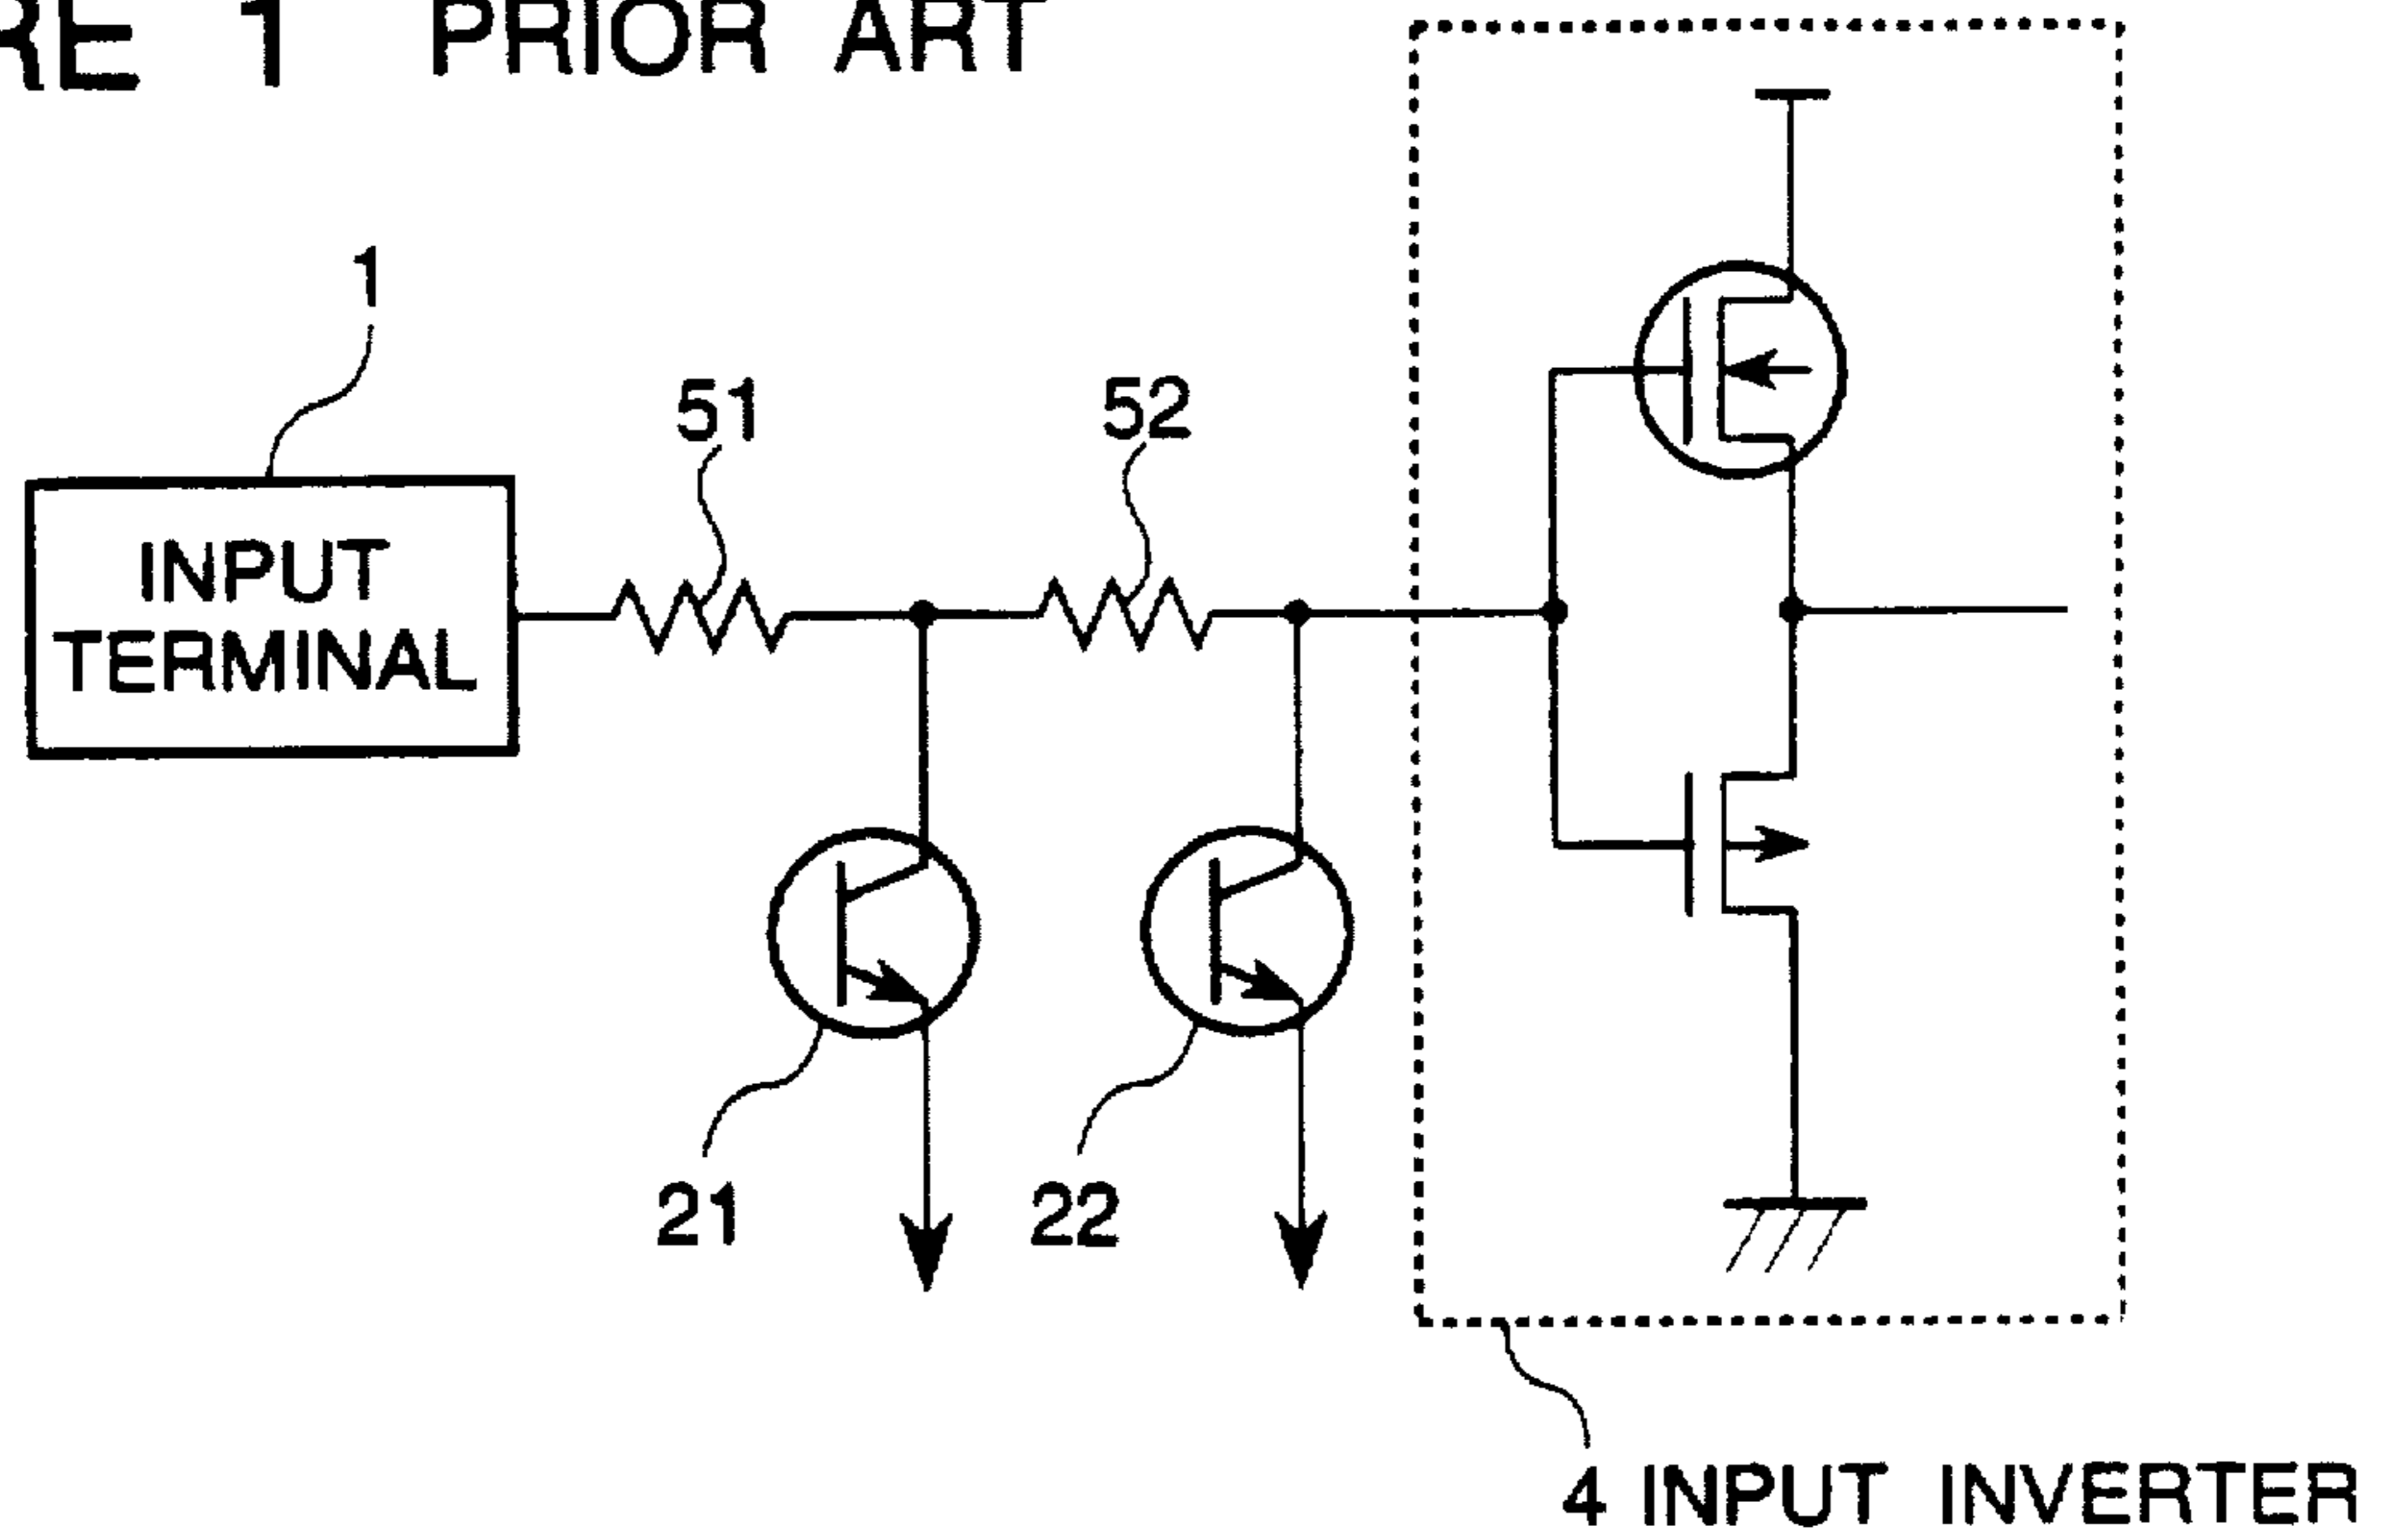 RE 1 PRIOR ART
1
51
52
INPUT
TERMINAL
21
22
4 INPUT INVERTER